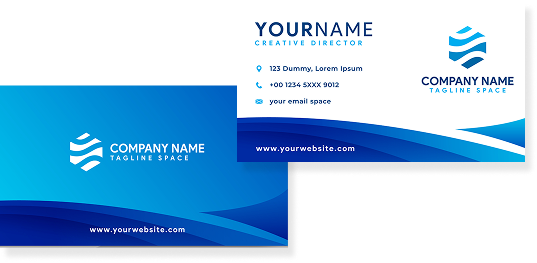 YOURNAME
CREATIVE DIRECTOR
123 Dummy, Lorem Ipsum
+00 1234 5XXX 9012
your email space
COMPANY NAME
TAGLINE SPACE
www.yourwebsite.com
COMPANY NAME
TAGLINE SPACE
www.yourwebsite.com